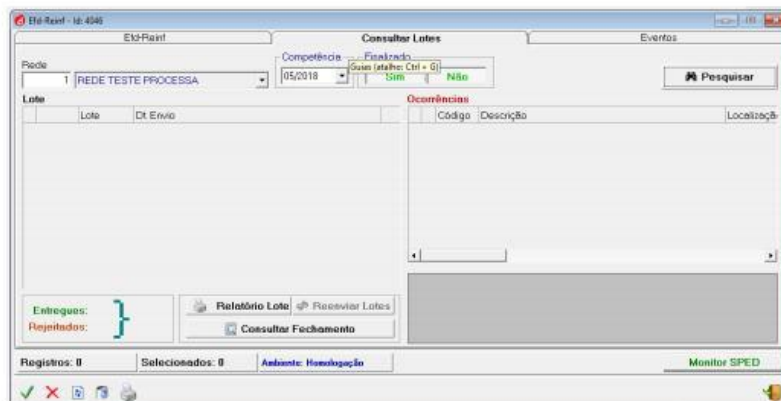 Efd-Reinf - Id: 4046
Efd-Reinf
Consultar Lotes
Eventos
Rede
Competência
Finalizado
1 REDE TESTE PROCESSA
05/2018
Guias (atalho: Ctrl + G)
Sim
Não
Pesquisar
Lote
Ocorrências
Lote Dt. Envio
Código Descrição Localizaçã
Entregues:
Rejeitados:
Relatório Lote
Reenviar Lotes
Consultar Fechamento
Registros: 0
Selecionados: 0
Ambiente: Homologação
Monitor SPED